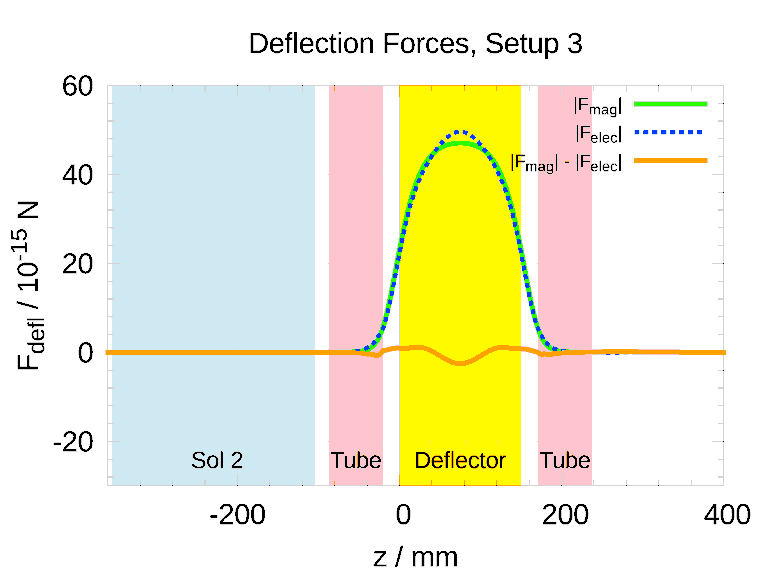 Deflection Forces, Setup 3
60
40
20
0
-20
F_defl / 10^-15 N
|F_mag|
|F_elec|
|F_mag| - |F_elec|
Sol 2
Tube
Deflector
Tube
-200
0
200
400
z / mm